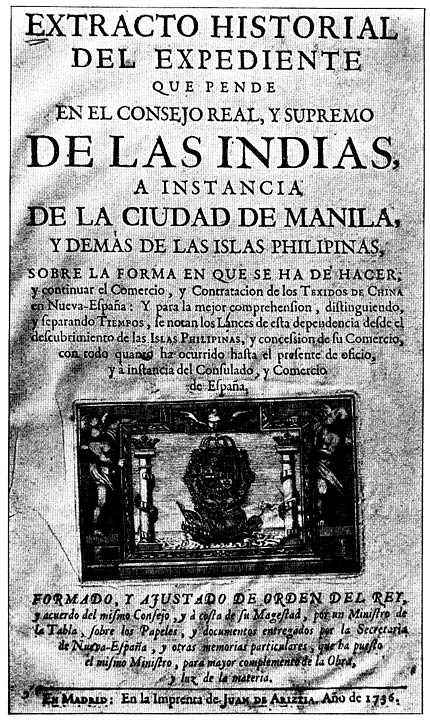 EXTRACTO HISTORIAL
DEL EXPEDIENTE
QUE PENDE
EN EL CONSEJO REAL, Y SUPREMO
DE LAS INDIAS,
A INSTANCIA
DE LA CIUDAD DE MANILA,
Y DEMÀS DE LAS ISLAS PHILIPINAS,
SOBRE LA FORMA EN QUE SE HA DE HACER,
y continuar el Comercio, y Contratacion de los TEXIDOS DE CHINA
en Nueva-España: Y para la mejor comprehension, distinguiendo,
y separando TIEMPOS, se notan los Lances de esta dependencia desde el
descubrimiento de las ISLAS PHILIPINAS, y concession de su Comercio,
con todo quanto ha ocurrido hasta el presente de oficio,
y à instancia del Consulado, y Comercio
de España.
FORMADO, Y AJUSTADO DE ORDEN DEL REY,
y acuerdo del mismo Consejo, y à costa de su Magestad, por un Ministro de
la Tabla, sobre los Papeles, y documentos entregados por la Secretaria
de Nueva-España, y otras memorias particulares, que ha puesto
el mismo Ministro, para mayor complemento de la Obra,
y luz de la materia.
EN MADRID: En la Imprenta de JUAN DE ARIZTIA. Año de 1736.